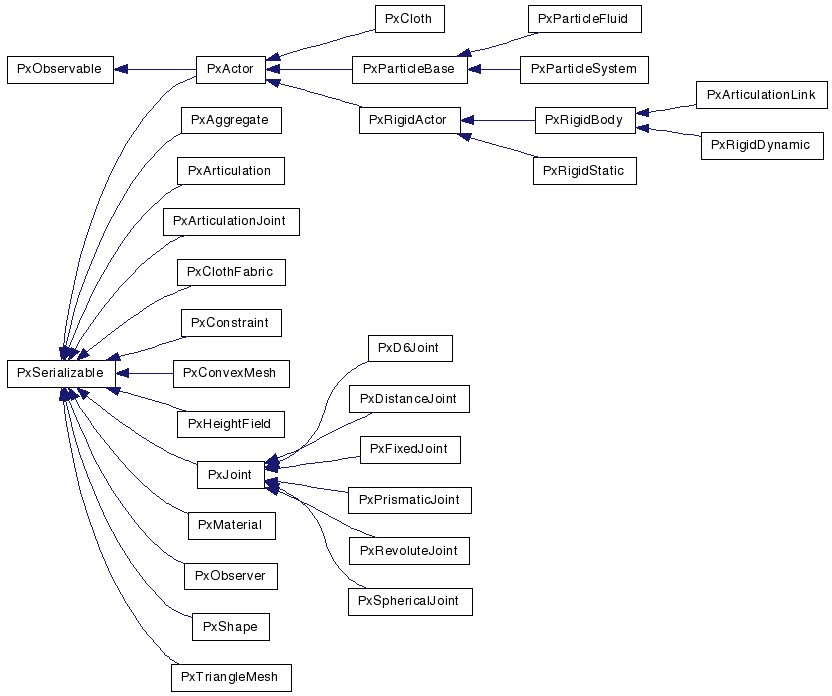 PxCloth
PxParticleFluid
PxObservable
PxActor
PxParticleBase
PxParticleSystem
PxArticulationLink
PxAggregate
PxRigidActor
PxRigidBody
PxRigidDynamic
PxArticulation
PxRigidStatic
PxArticulationJoint
PxClothFabric
PxConstraint
PxD6Joint
PxSerializable
PxConvexMesh
PxDistanceJoint
PxHeightField
PxFixedJoint
PxJoint
PxPrismaticJoint
PxMaterial
PxRevoluteJoint
PxObserver
PxSphericalJoint
PxShape
PxTriangleMesh